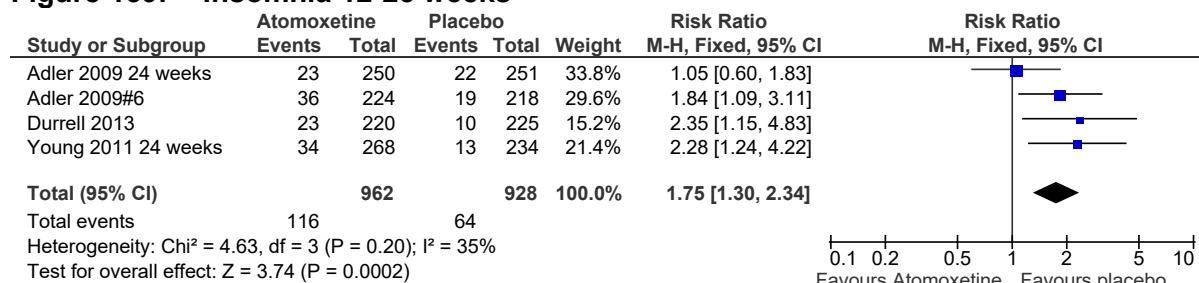 Atomoxetine Placebo Risk Ratio Risk Ratio
Study or Subgroup Events Total Events Total Weight M-H, Fixed, 95% CI M-H, Fixed, 95% CI
Adler 2009 24 weeks 23 250 22 251 33.8% 1.05 [0.60, 1.83]
Adler 2009#6 36 224 19 218 29.6% 1.84 [1.09, 3.11]
Durrell 2013 23 220 10 225 15.2% 2.35 [1.15, 4.83]
Young 2011 24 weeks 34 268 13 234 21.4% 2.28 [1.24, 4.22]
Total (95% CI) 962 928 100.0% 1.75 [1.30, 2.34]
Total events 116 64
Heterogeneity: Chi² = 4.63, df = 3 (P = 0.20); I² = 35%
Test for overall effect: Z = 3.74 (P = 0.0002)
0.1 0.2 0.5 1 2 5 10
Favours Atomoxetine Favours placebo